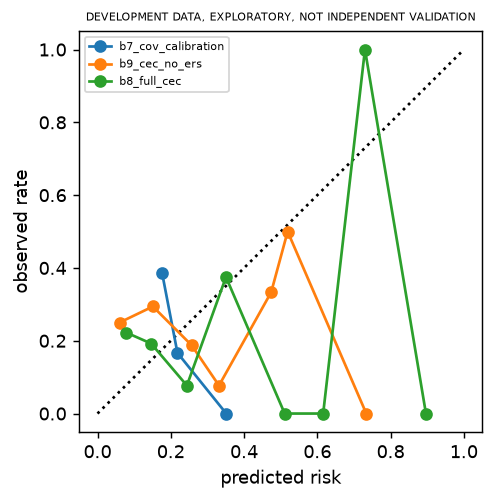 DEVELOPMENT DATA, EXPLORATORY, NOT INDEPENDENT VALIDATION
b7_cov_calibration
b9_cec_no_ers
b8_full_cec
1.0
0.8
0.6
0.4
0.2
0.0
observed rate
0.0 0.2 0.4 0.6 0.8 1.0
predicted risk